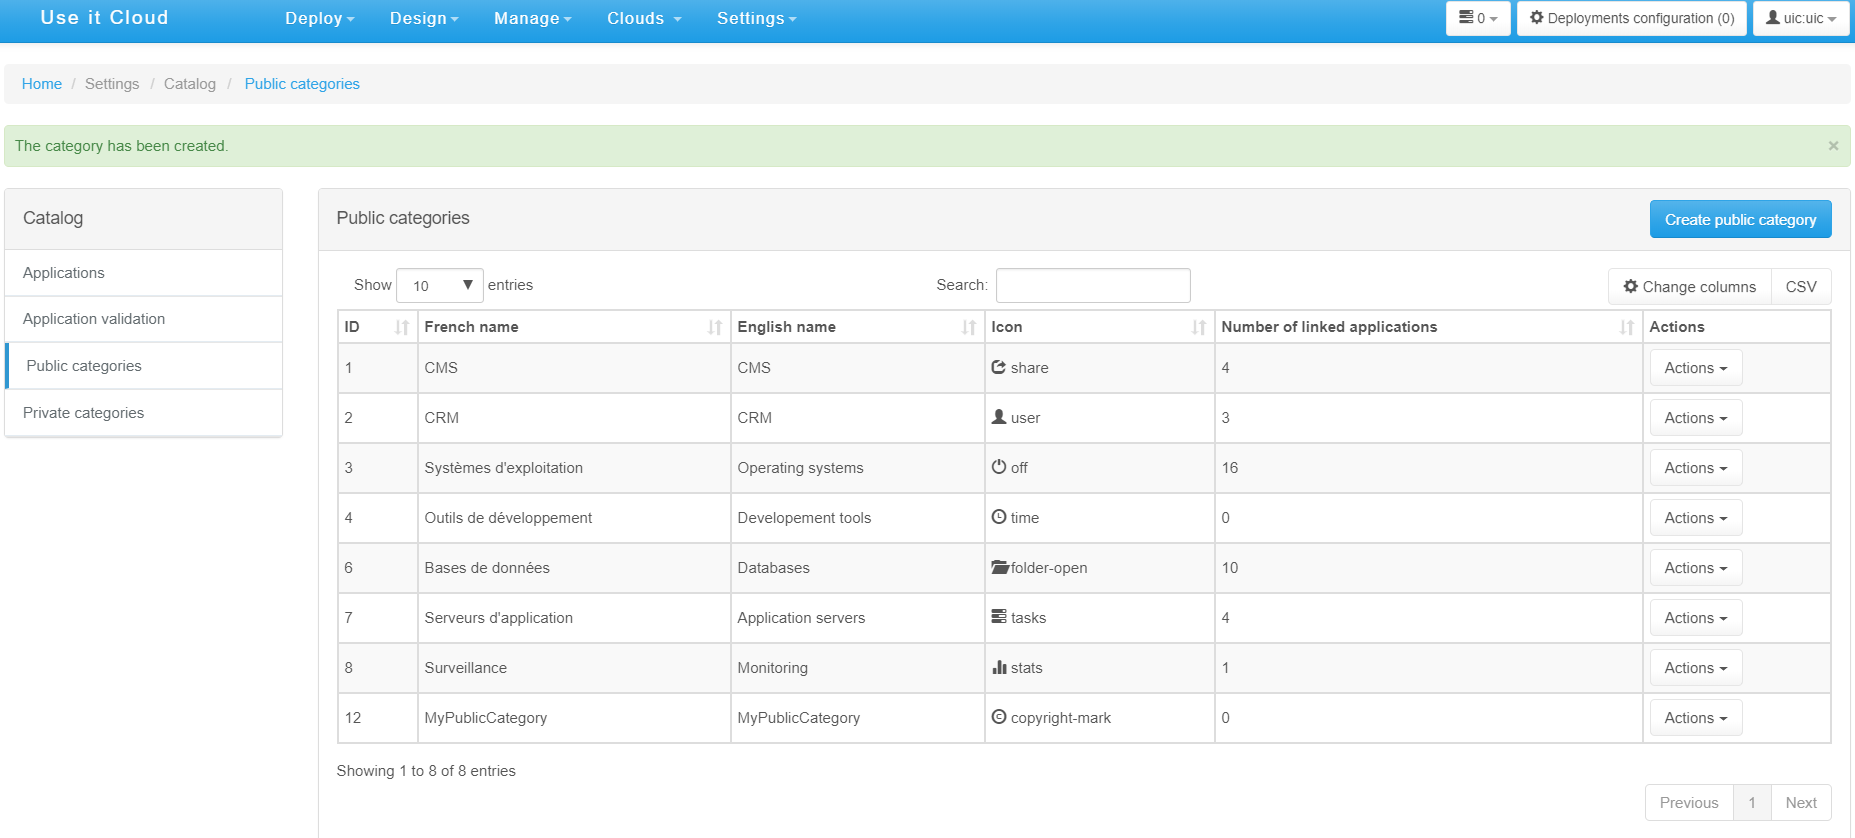 Use it Cloud Deploy Design Manage Clouds Settings 0 Deployments configuration (0) uic:uic
Home / Settings / Catalog / Public categories
The category has been created. ×
Catalog
Applications
Application validation
Public categories
Private categories
Public categories Create public category
Show 10 entries Search: Change columns CSV
ID French name English name Icon Number of linked applications Actions
1 CMS CMS share 4 Actions
2 CRM CRM user 3 Actions
3 Systèmes d'exploitation Operating systems off 16 Actions
4 Outils de développement Developement tools time 0 Actions
6 Bases de données Databases folder-open 10 Actions
7 Serveurs d'application Application servers tasks 4 Actions
8 Surveillance Monitoring stats 1 Actions
12 MyPublicCategory MyPublicCategory copyright-mark 0 Actions
Showing 1 to 8 of 8 entries
Previous 1 Next